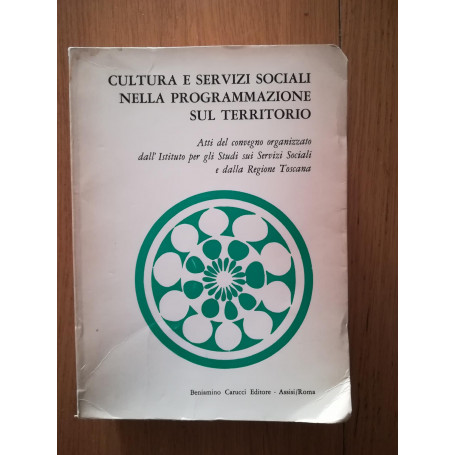 CULTURA E SERVIZI SOCIALI
NELLA PROGRAMMAZIONE
SUL TERRITORIO
Atti del convegno organizzato
dall'Istituto per gli Studi sui Servizi Sociali
e dalla Regione Toscana
Beniamino Carucci Editore - Assisi/Roma